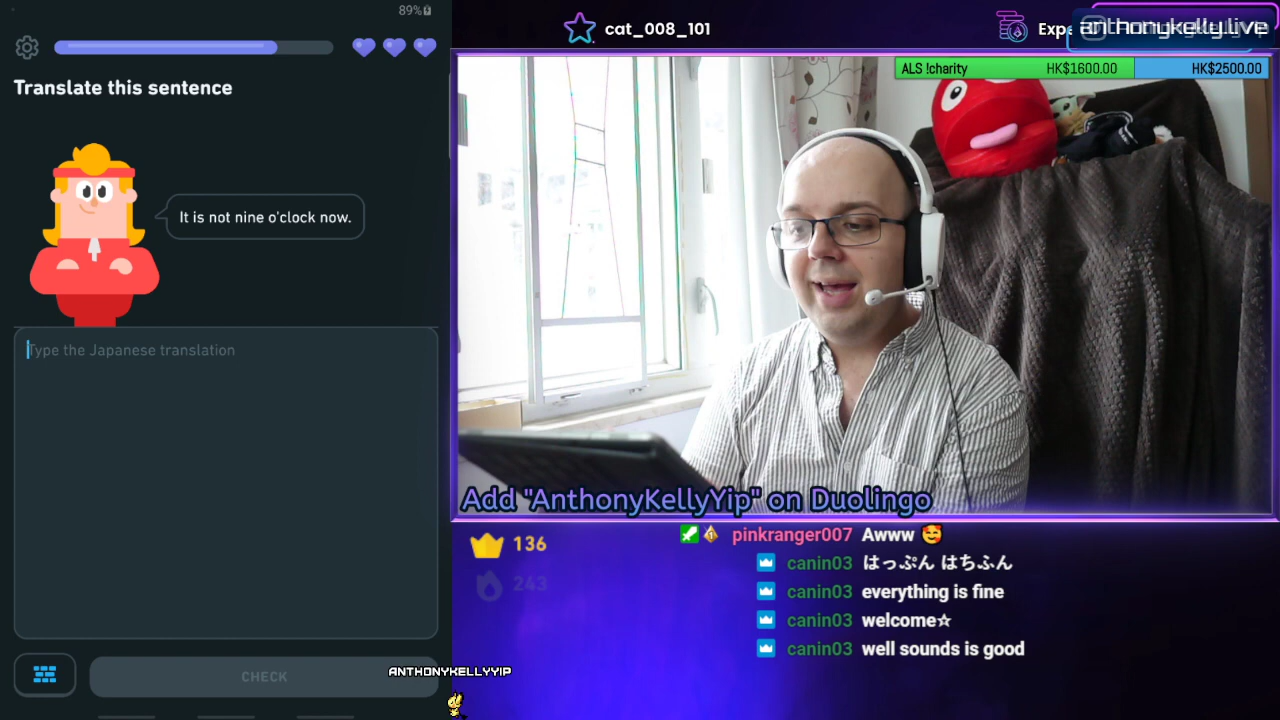 89%
Translate this sentence
It is not nine o'clock now.
Type the Japanese translation
CHECK
cat_008_101
Expe
anthonykelly.live
ALS !charity HK$1600.00 HK$2500.00
Add "AnthonyKellyYip" on Duolingo
136
243
pinkranger007 Awww
canin03 はっぷん はちふん
canin03 everything is fine
canin03 welcome☆
canin03 well sounds is good
ANTHONYKELLYYIP